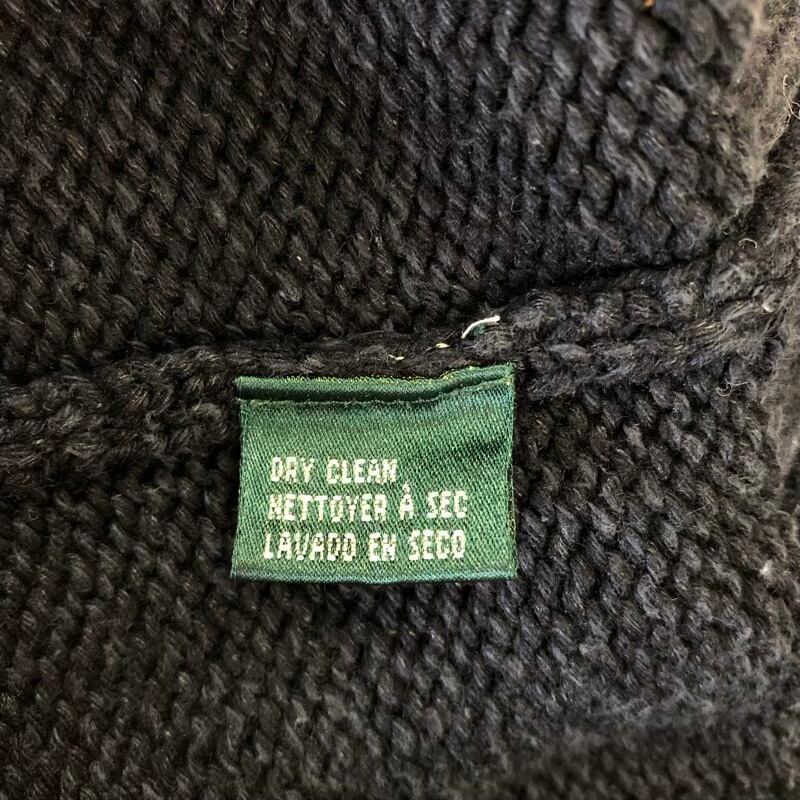 DRY CLEAN
NETTOYER À SEC
LAVADO EN SECO